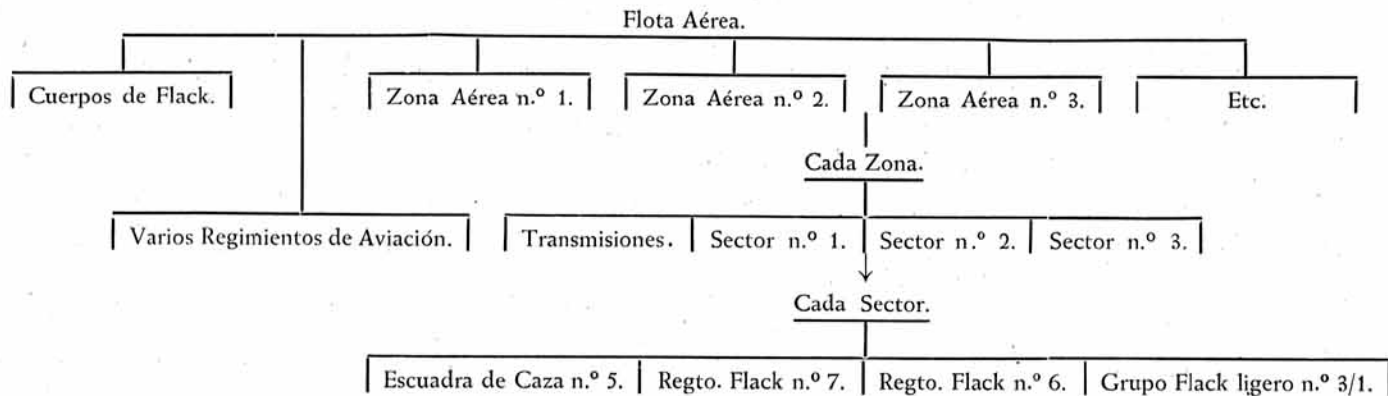 Flota Aérea.
Cuerpos de Flack.
Zona Aérea n.º 1.
Zona Aérea n.º 2.
Zona Aérea n.º 3.
Etc.
Cada Zona.
Varios Regimientos de Aviación.
Transmisiones.
Sector n.º 1.
Sector n.º 2.
Sector n.º 3.
Cada Sector.
Escuadra de Caza n.º 5.
Regto. Flack n.º 7.
Regto. Flack n.º 6.
Grupo Flack ligero n.º 3/1.